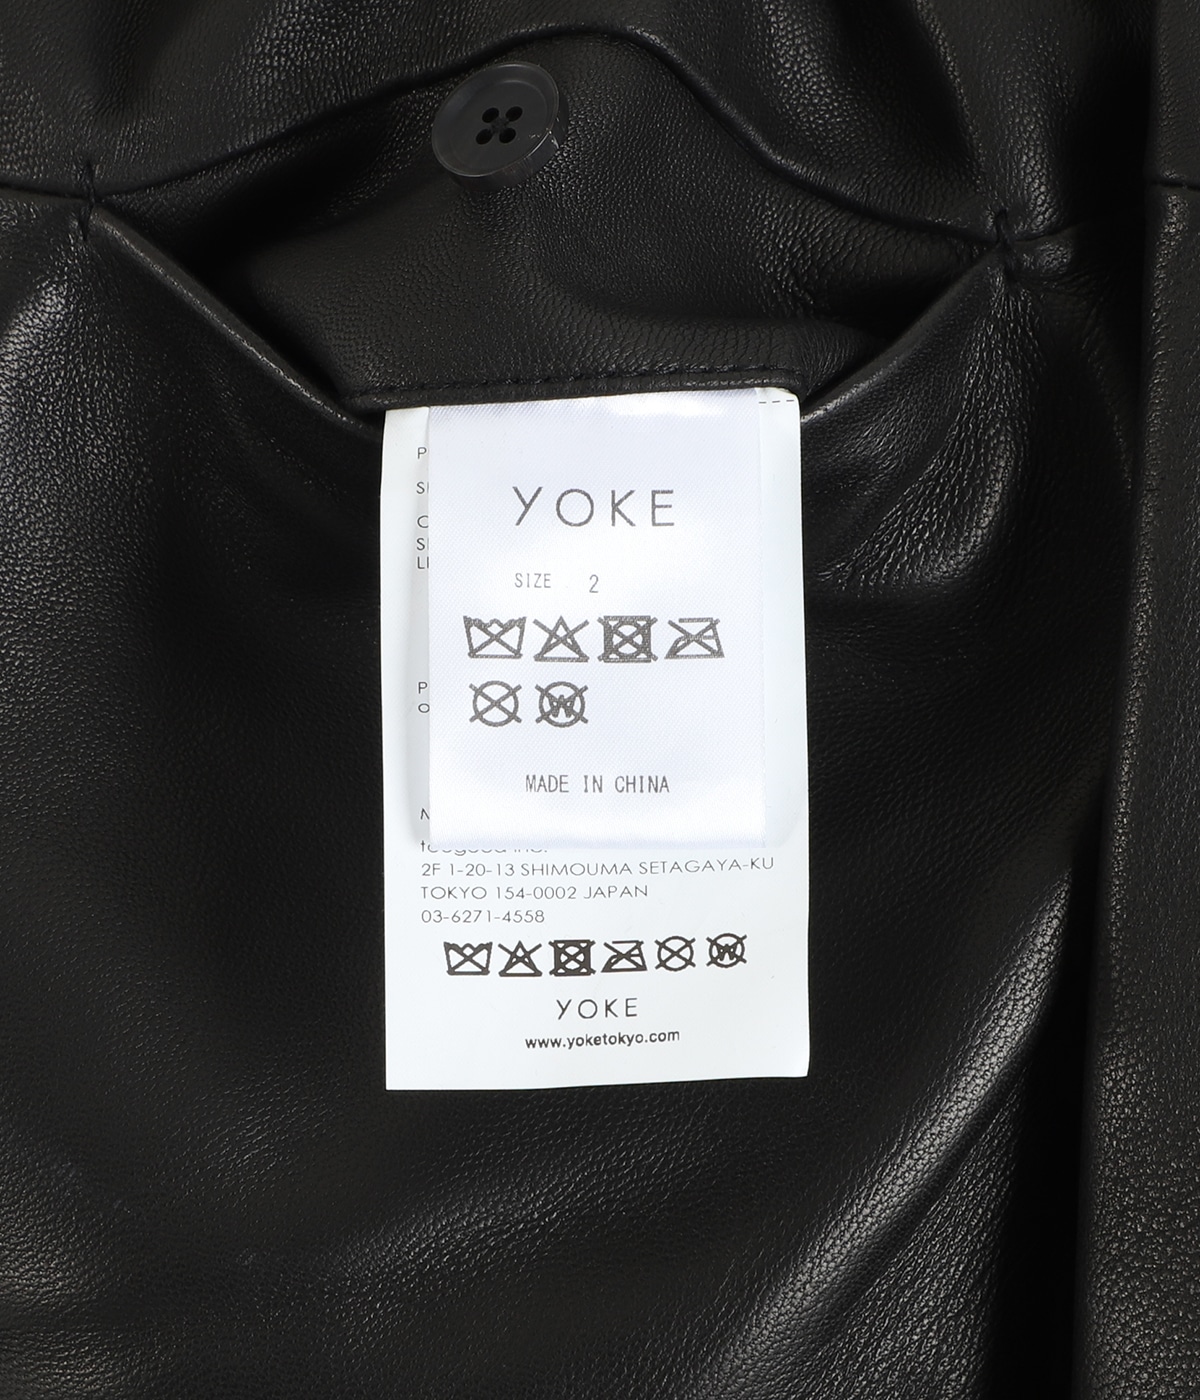 YOKE
SIZE 2
W
MADE IN CHINA
2F 1-20-13 SHIMOUMA SETAGAYA-KU
TOKYO 154-0002 JAPAN
03-6271-4558
W
YOKE
www.yoketokyo.com